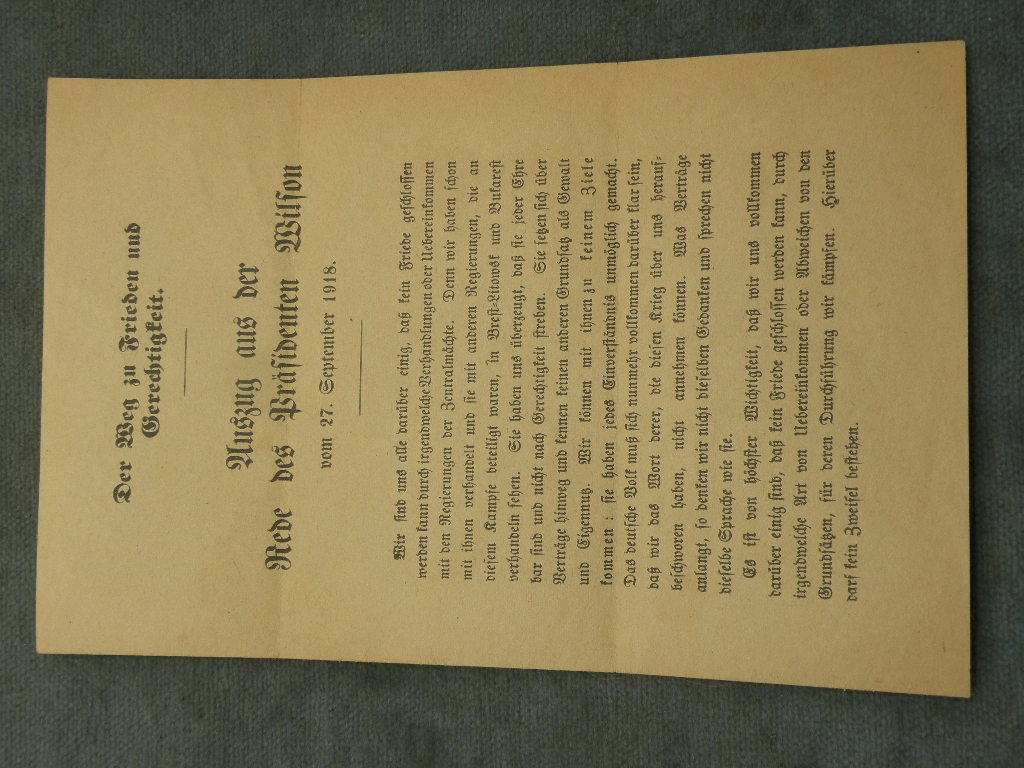 Der Weg zu Frieden und
Gerechtigkeit.
Auszug aus der
Rede des Präsidenten Wilson
vom 27. September 1918.
Wir sind uns alle darüber einig, daß kein Friede geschlossen
werden kann durch irgendwelche Verhandlungen oder Uebereinkommen
mit den Regierungen der Zentralmächte. Denn wir haben schon
mit ihnen verhandelt und sie mit anderen Regierungen, die an
diesem Kampfe beteiligt waren, in Brest-Litowsk und Bukarest
verhandeln sehen. Sie haben uns überzeugt, daß sie jeder Ehre
bar sind und nicht nach Gerechtigkeit streben. Sie setzen sich über
Verträge hinweg und kennen keinen anderen Grundsatz als Gewalt
und Eigennutz. Wir können mit ihnen zu keinem Ziele
kommen: sie haben jedes Einverständnis unmöglich gemacht.
Das deutsche Volk muß sich nunmehr vollkommen darüber klar sein,
daß wir das Wort derer, die diesen Krieg über uns herauf-
beschworen haben, nicht annehmen können. Was Verträge
anlangt, so denken wir nicht dieselben Gedanken und sprechen nicht
dieselbe Sprache wie sie.
Es ist von höchster Wichtigkeit, daß wir uns vollkommen
darüber einig sind, daß kein Friede geschlossen werden kann, durch
irgendwelche Art von Uebereinkommen oder Abweichen von den
Grundsätzen, für deren Durchführung wir kämpfen. Hierüber
darf kein Zweifel bestehen.